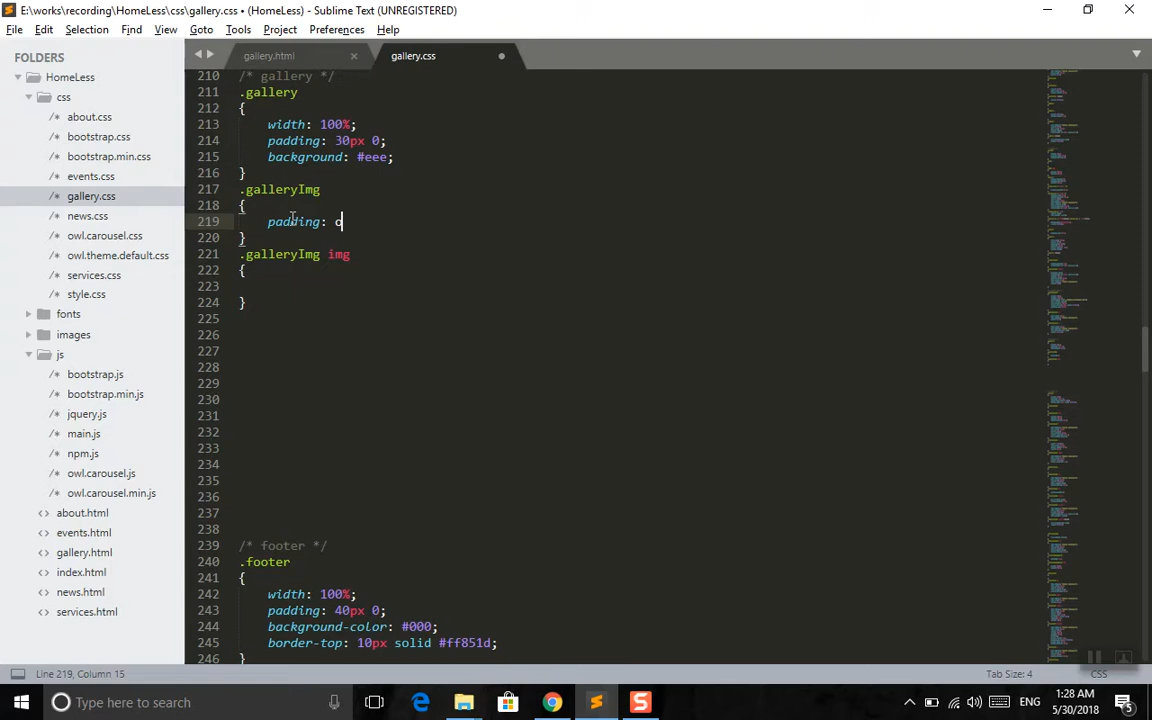 E:\works\recording\HomeLess\css\gallery.css • (HomeLess) - Sublime Text (UNREGISTERED)
File Edit Selection Find View Goto Tools Project Preferences Help
FOLDERS
HomeLess
css
/* about.css
/* bootstrap.css
/* bootstrap.min.css
/* events.css
/* gallery.css
/* news.css
/* owl.carousel.css
/* owl.theme.default.css
/* services.css
/* style.css
fonts
images
js
/* bootstrap.js
/* bootstrap.min.js
/* jquery.js
/* main.js
/* npm.js
/* owl.carousel.js
/* owl.carousel.min.js
<> about.html
<> events.html
<> gallery.html
<> index.html
<> news.html
<> services.html
gallery.html × gallery.css
210 /* gallery */
211 .gallery
212 {
213 width: 100%;
214 padding: 30px 0;
215 background: #eee;
216 }
217 .galleryImg
218 {
219 padding: o
220 }
221 .galleryImg img
222 {
223
224 }
225
226
227
228
229
230
231
232
233
234
235
236
237
238
239 /* footer */
240 .footer
241 {
242 width: 100%;
243 padding: 40px 0;
244 background-color: #000;
245 border-top: 10px solid #ff851d;
246 }
Line 219, Column 15 Tab Size: 4 CSS
Type here to search
ENG
1:28 AM
5/30/2018
5